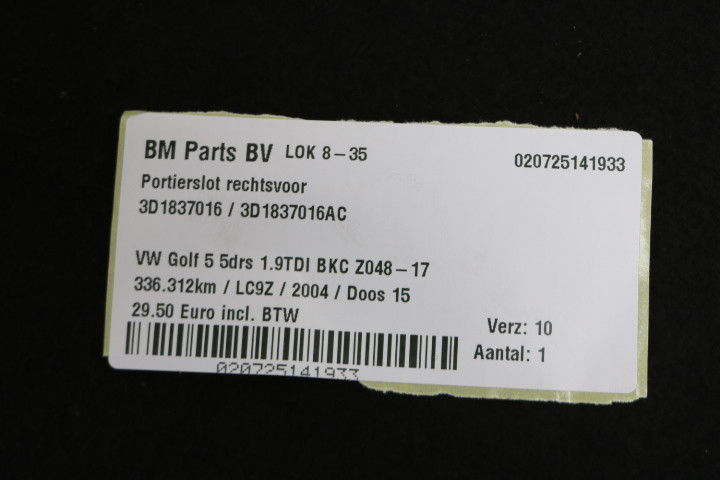 BM Parts BV LOK 8-35 020725141933
Portierslot rechtsvoor
3D1837016 / 3D1837016AC
VW Golf 5 5drs 1.9TDI BKC Z048-17
336.312km / LC9Z / 2004 / Doos 15
29.50 Euro incl. BTW
Verz: 10
Aantal: 1
020725141933